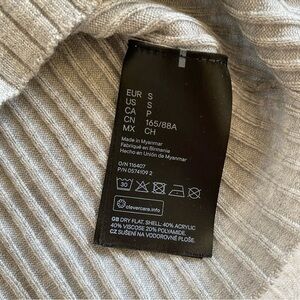 EUR S
US S
CA P
CN 165/88A
MX CH
Made in Myanmar
Fabriqué en Birmanie
Hecho en Unión de Myanmar
O/N 116407
P/N 0574109 2
30
clevercare.info
GB DRY FLAT. SHELL: 40% ACRYLIC
40% VISCOSE 20% POLYAMIDE.
CZ SUŠENÍ NA VODOROVNÉ PLOŠE.